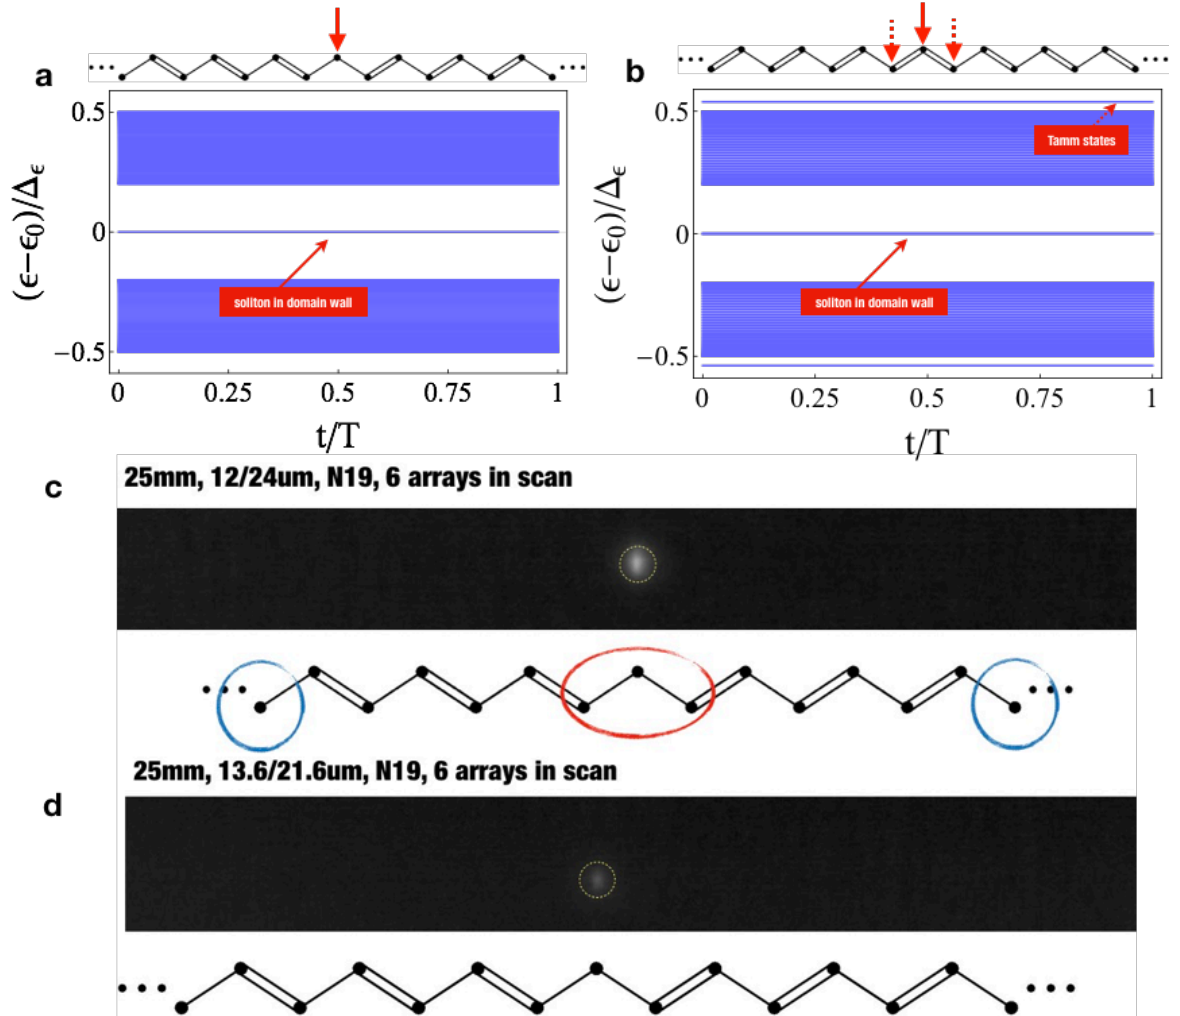 a
b
0.5
0
−0.5
(ϵ−ϵ₀)/Δ_ϵ
0 0.25 0.5 0.75 1
t/T
soliton in domain wall
0.5
0
−0.5
(ϵ−ϵ₀)/Δ_ϵ
0 0.25 0.5 0.75 1
t/T
Tamm states
soliton in domain wall
c
25mm, 12/24um, N19, 6 arrays in scan
25mm, 13.6/21.6um, N19, 6 arrays in scan
d